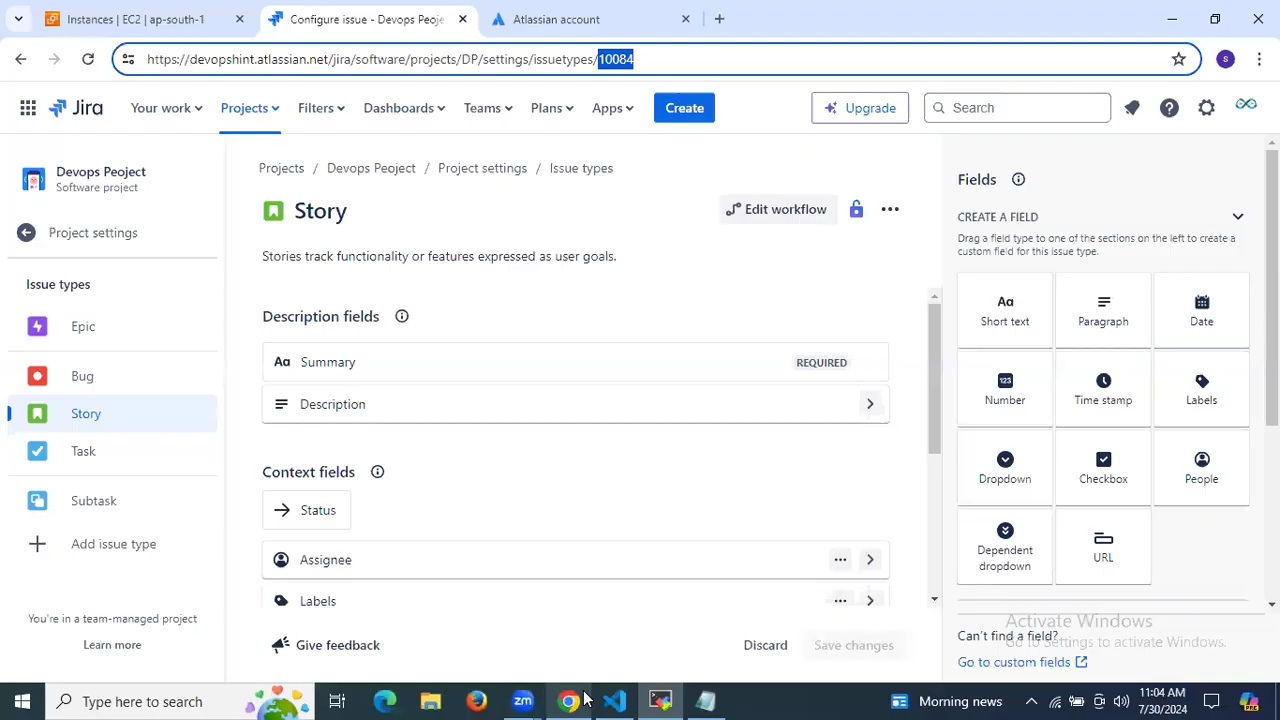 Instances | EC2 | ap-south-1
Configure issue - Devops Peoje
Atlassian account
https://devopshint.atlassian.net/jira/software/projects/DP/settings/issuetypes/10084
s
Jira
Your work
Projects
Filters
Dashboards
Teams
Plans
Apps
Create
Upgrade
Search
Devops Peoject
Software project
Project settings
Issue types
Epic
Bug
Story
Task
Subtask
Add issue type
You're in a team-managed project
Learn more
Projects / Devops Peoject / Project settings / Issue types
Story
Edit workflow
Stories track functionality or features expressed as user goals.
Description fields
Aa Summary REQUIRED
Description
Context fields
Status
Assignee
Labels
Give feedback
Discard
Save changes
Fields
CREATE A FIELD
Drag a field type to one of the sections on the left to create a
custom field for this issue type.
Aa
Short text
Paragraph
Date
123
Number
Time stamp
Labels
Dropdown
Checkbox
People
Dependent
dropdown
URL
Activate Windows
Go to Settings to activate Windows.
Can't find a field?
Go to custom fields
Type here to search
zm
Morning news
11:04 AM
7/30/2024
PRE